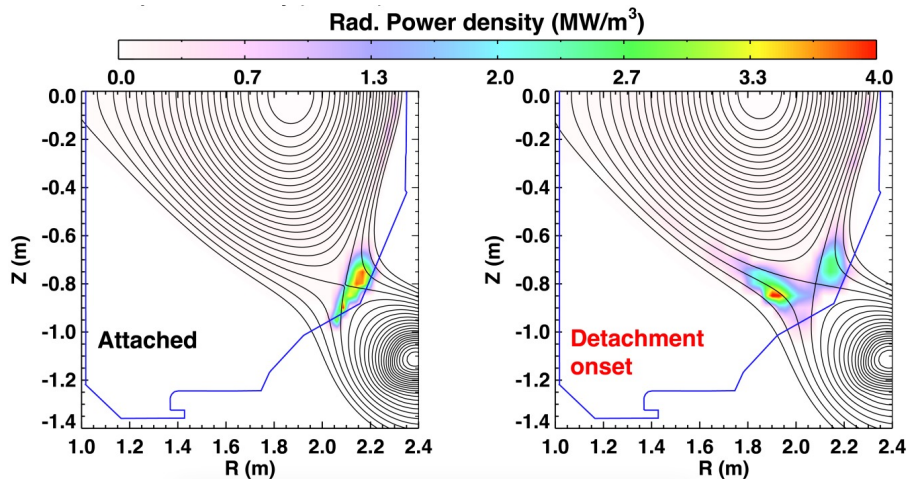 Rad. Power density (MW/m³)
0.0 0.7 1.3 2.0 2.7 3.3 4.0
0.0
-0.2
-0.4
-0.6
-0.8
-1.0
-1.2
-1.4
Z (m)
Attached
1.0 1.2 1.4 1.6 1.8 2.0 2.2 2.4
R (m)
0.0
-0.2
-0.4
-0.6
-0.8
-1.0
-1.2
-1.4
Z (m)
Detachment
onset
1.0 1.2 1.4 1.6 1.8 2.0 2.2 2.4
R (m)